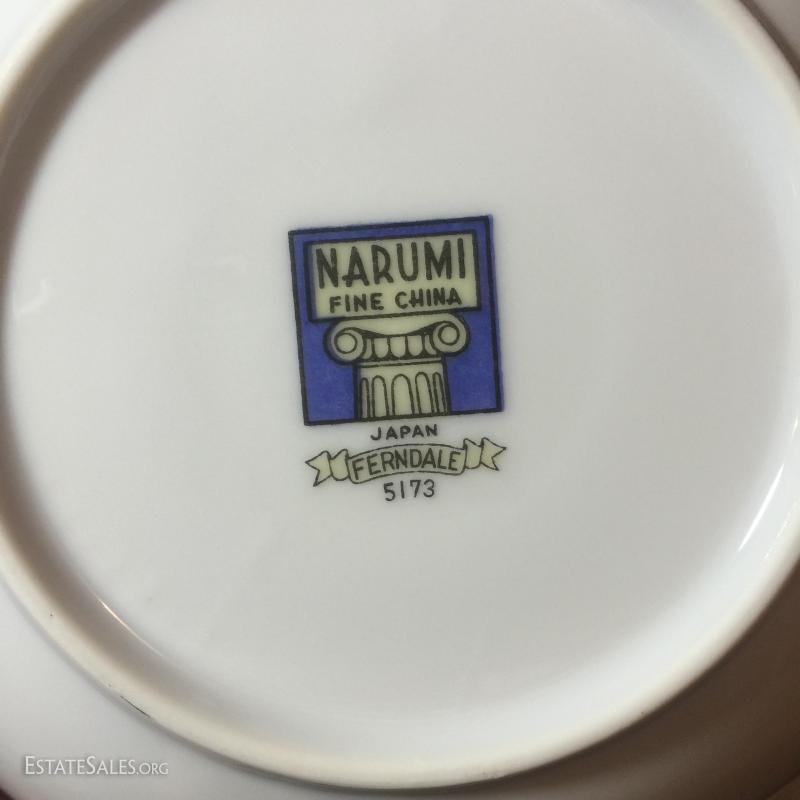 NARUMI
FINE CHINA
JAPAN
FERNDALE
5173
ESTATESALES.ORG